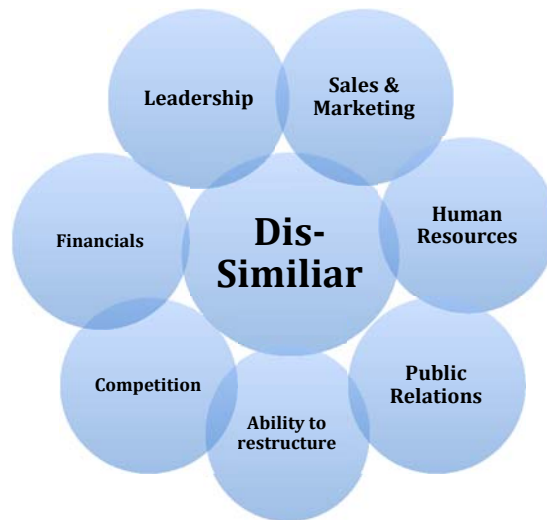 Leadership
Sales &
Marketing
Human
Resources
Financials
Dis-
Similiar
Competition
Public
Relations
Ability to
restructure